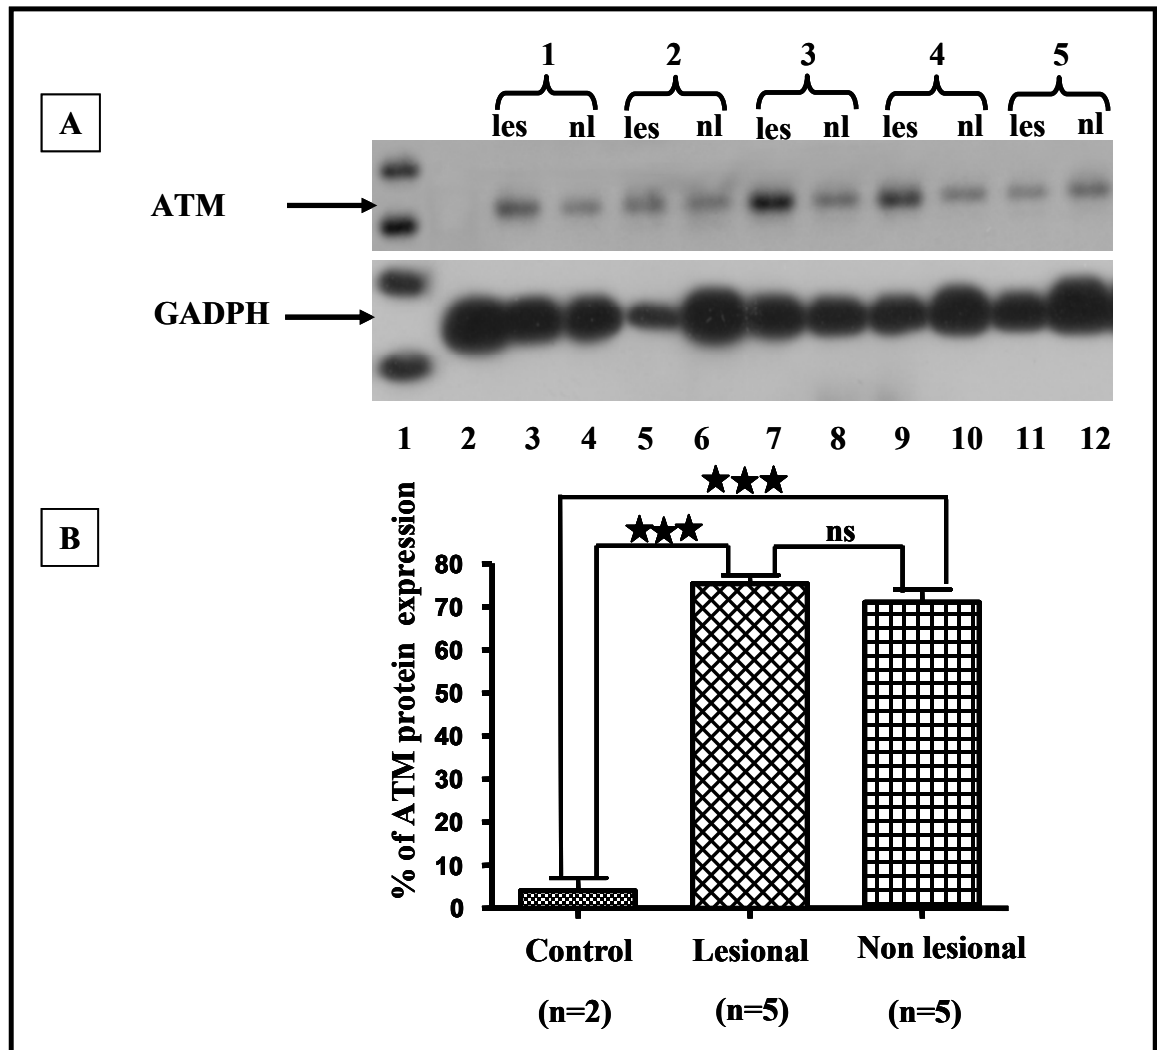 1 2 3 4 5
A
les nl les nl les nl les nl les nl
ATM
GADPH
1 2 3 4 5 6 7 8 9 10 11 12
B
% of ATM protein expression
ns
80
70
60
50
40
30
20
10
0
Control Lesional Non lesional
(n=2) (n=5) (n=5)